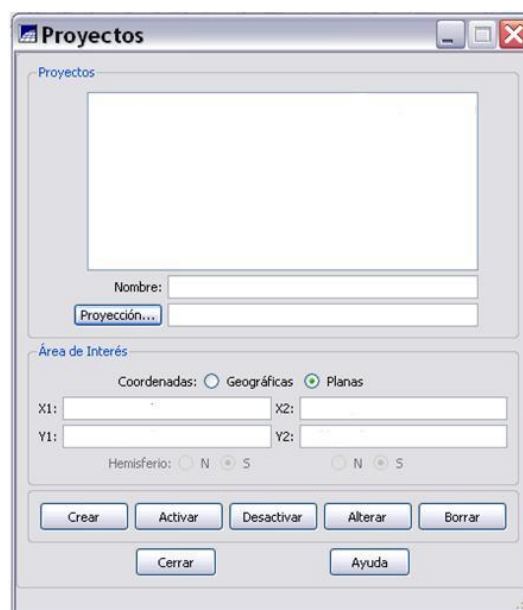 Proyectos
Proyectos
Nombre:
Proyección...
Área de Interés
Coordenadas: Geográficas Planas
X1: X2:
Y1: Y2:
Hemisferio: N S N S
Crear Activar Desactivar Alterar Borrar
Cerrar Ayuda